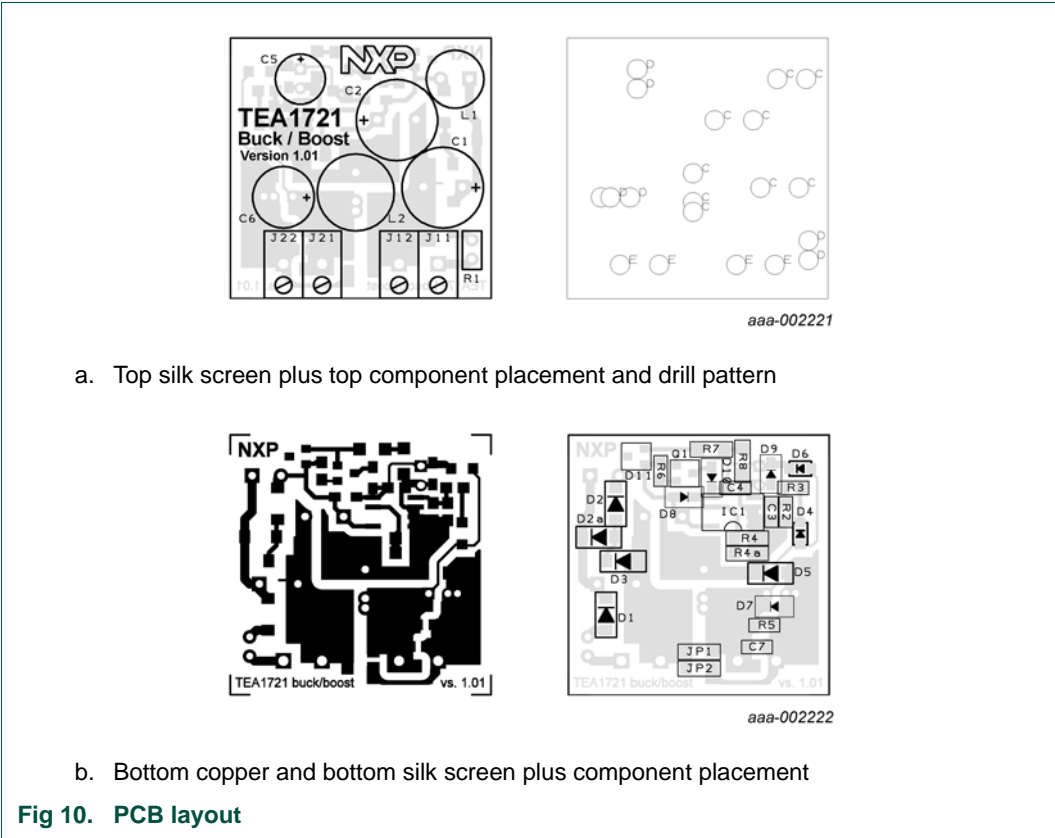 C5
+
NXP
C2
L1
TEA1721
Buck / Boost
Version 1.01
+
C1
+
C6
+
L2
J22 J21 J12 J11
R1
P
P
C C
C C
C
P P
C
C
C C
P
P
E E E E
aaa-002221
a. Top silk screen plus top component placement and drill pattern
NXP
TEA1721 buck/boost vs. 1.01
NXP
D11
R6
Q1
R7
D10
R8
D9
D6
C4
R3
D2
D8
IC1
C3
R2
D4
D2a
R4
R4a
D3
D5
D1
D7
R5
JP1
C7
JP2
TEA1721 buck/boost vs. 1.01
aaa-002222
b. Bottom copper and bottom silk screen plus component placement
Fig 10. PCB layout